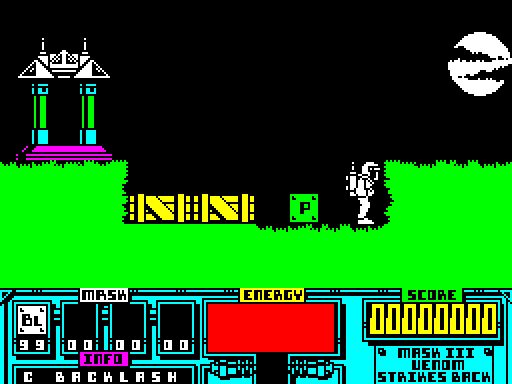 P
MASK
ENERGY
SCORE
BL
99 00 00 00
00000000
INFO
C BACKLASH
MASK III
VENOM
STRIKES BACK